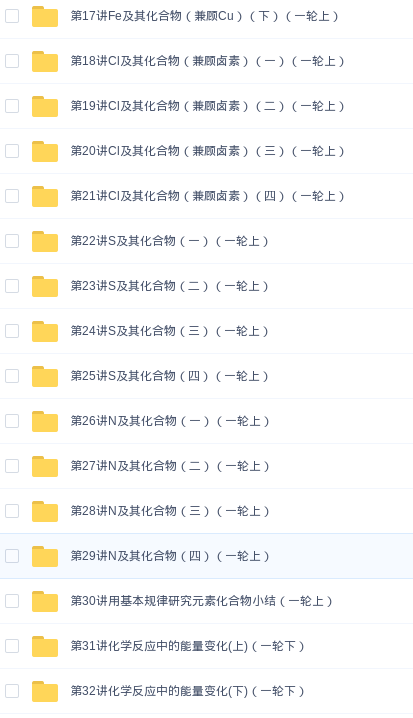 第17讲Fe及其化合物（兼顾Cu）（下）（一轮上）
第18讲Cl及其化合物（兼顾卤素）（一）（一轮上）
第19讲Cl及其化合物（兼顾卤素）（二）（一轮上）
第20讲Cl及其化合物（兼顾卤素）（三）（一轮上）
第21讲Cl及其化合物（兼顾卤素）（四）（一轮上）
第22讲S及其化合物（一）（一轮上）
第23讲S及其化合物（二）（一轮上）
第24讲S及其化合物（三）（一轮上）
第25讲S及其化合物（四）（一轮上）
第26讲N及其化合物（一）（一轮上）
第27讲N及其化合物（二）（一轮上）
第28讲N及其化合物（三）（一轮上）
第29讲N及其化合物（四）（一轮上）
第30讲用基本规律研究元素化合物小结（一轮上）
第31讲化学反应中的能量变化(上)（一轮下）
第32讲化学反应中的能量变化(下)（一轮下）